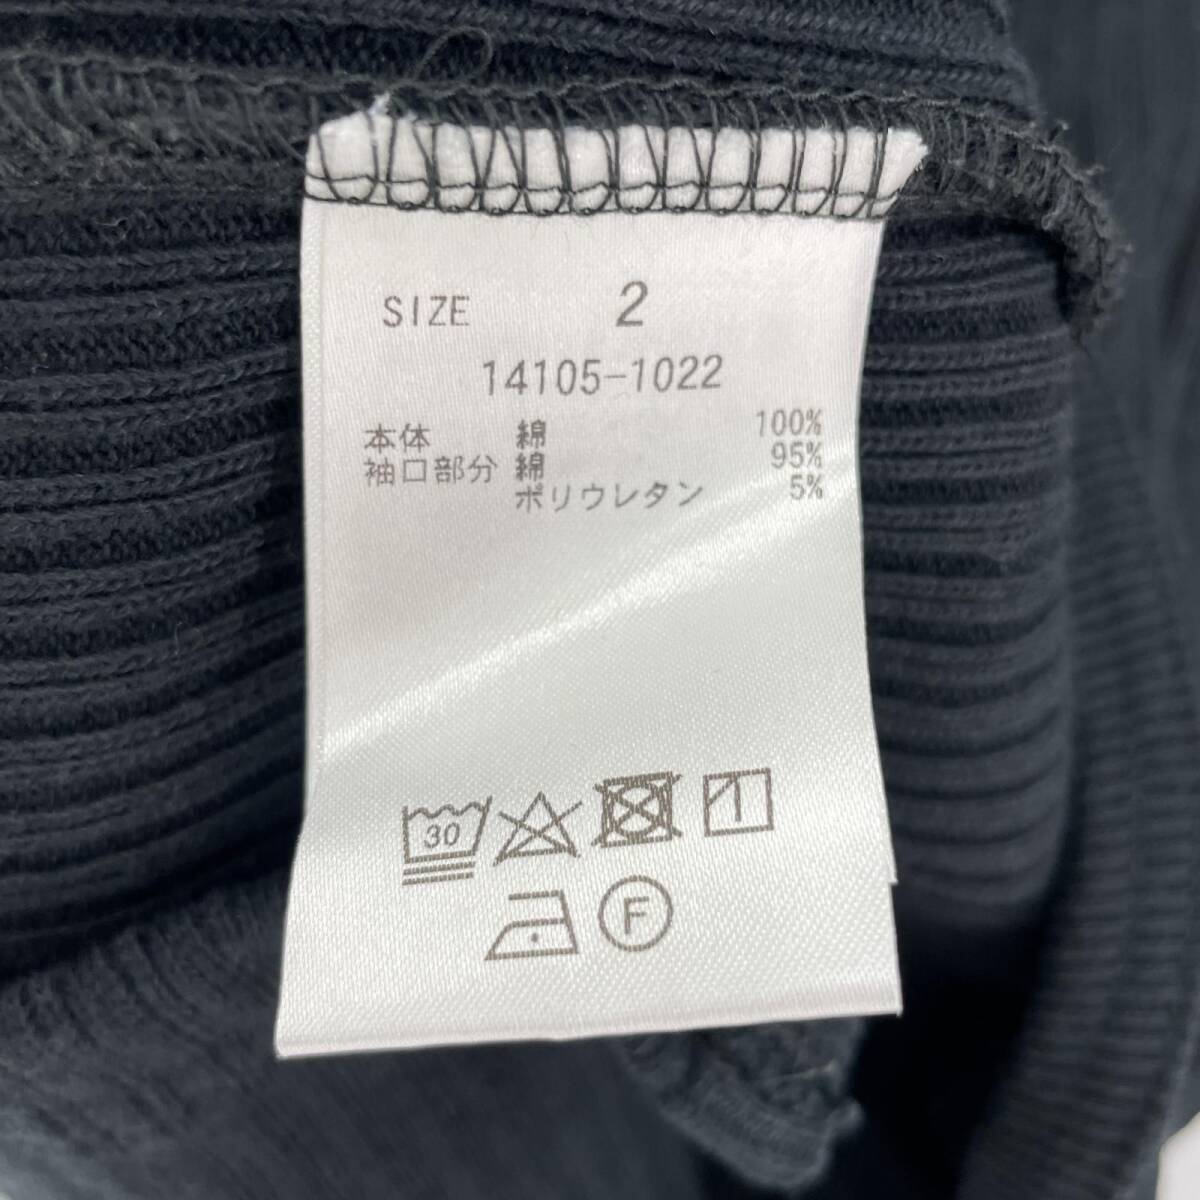 SIZE 2
14105-1022
本体 綿 100%
袖口部分 綿 95%
ポリウレタン 5%
30
F